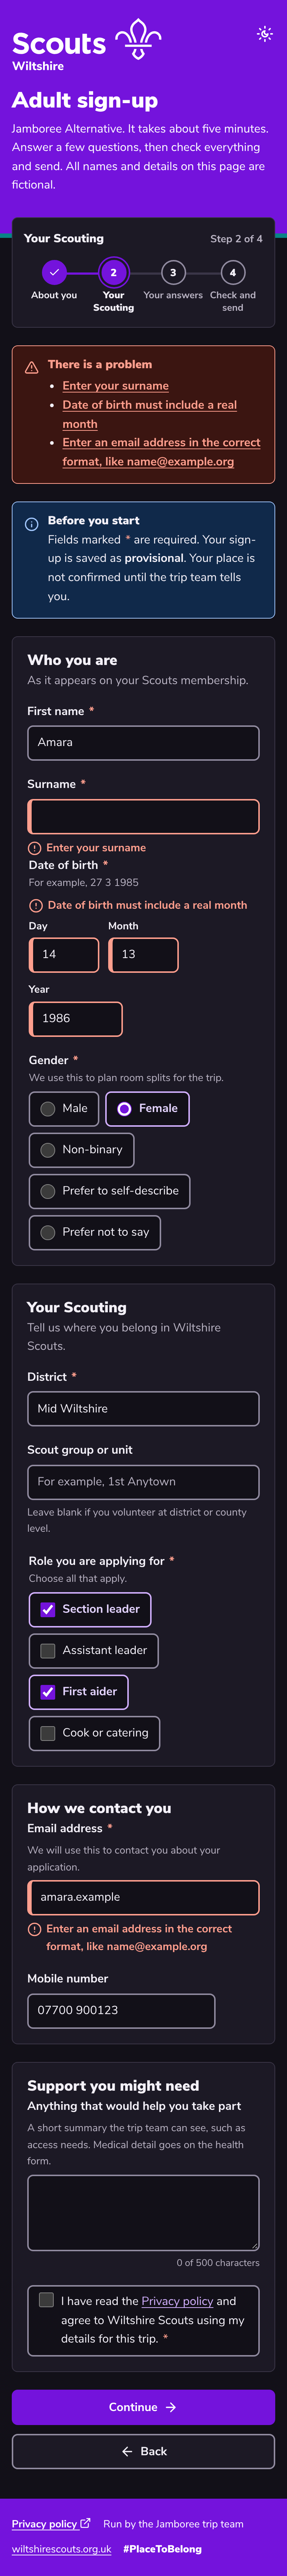 Scouts
Wiltshire
Adult sign-up
Jamboree Alternative. It takes about five minutes.
Answer a few questions, then check everything
and send. All names and details on this page are
fictional.
Your Scouting
Step 2 of 4
2
3
4
About you
Your
Scouting
Your answers
Check and
send
There is a problem
• Enter your surname
• Date of birth must include a real
month
• Enter an email address in the correct
format, like name@example.org
Before you start
Fields marked * are required. Your sign-
up is saved as provisional. Your place is
not confirmed until the trip team tells
you.
Who you are
As it appears on your Scouts membership.
First name *
Amara
Surname *
Enter your surname
Date of birth *
For example, 27 3 1985
Date of birth must include a real month
Day
Month
14
13
Year
1986
Gender *
We use this to plan room splits for the trip.
Male
Female
Non-binary
Prefer to self-describe
Prefer not to say
Your Scouting
Tell us where you belong in Wiltshire
Scouts.
District *
Mid Wiltshire
Scout group or unit
For example, 1st Anytown
Leave blank if you volunteer at district or county
level.
Role you are applying for *
Choose all that apply.
Section leader
Assistant leader
First aider
Cook or catering
How we contact you
Email address *
We will use this to contact you about your
application.
amara.example
Enter an email address in the correct
format, like name@example.org
Mobile number
07700 900123
Support you might need
Anything that would help you take part
A short summary the trip team can see, such as
access needs. Medical detail goes on the health
form.
0 of 500 characters
I have read the Privacy policy and
agree to Wiltshire Scouts using my
details for this trip. *
Continue
Back
Privacy policy
Run by the Jamboree trip team
wiltshirescouts.org.uk
#PlaceToBelong